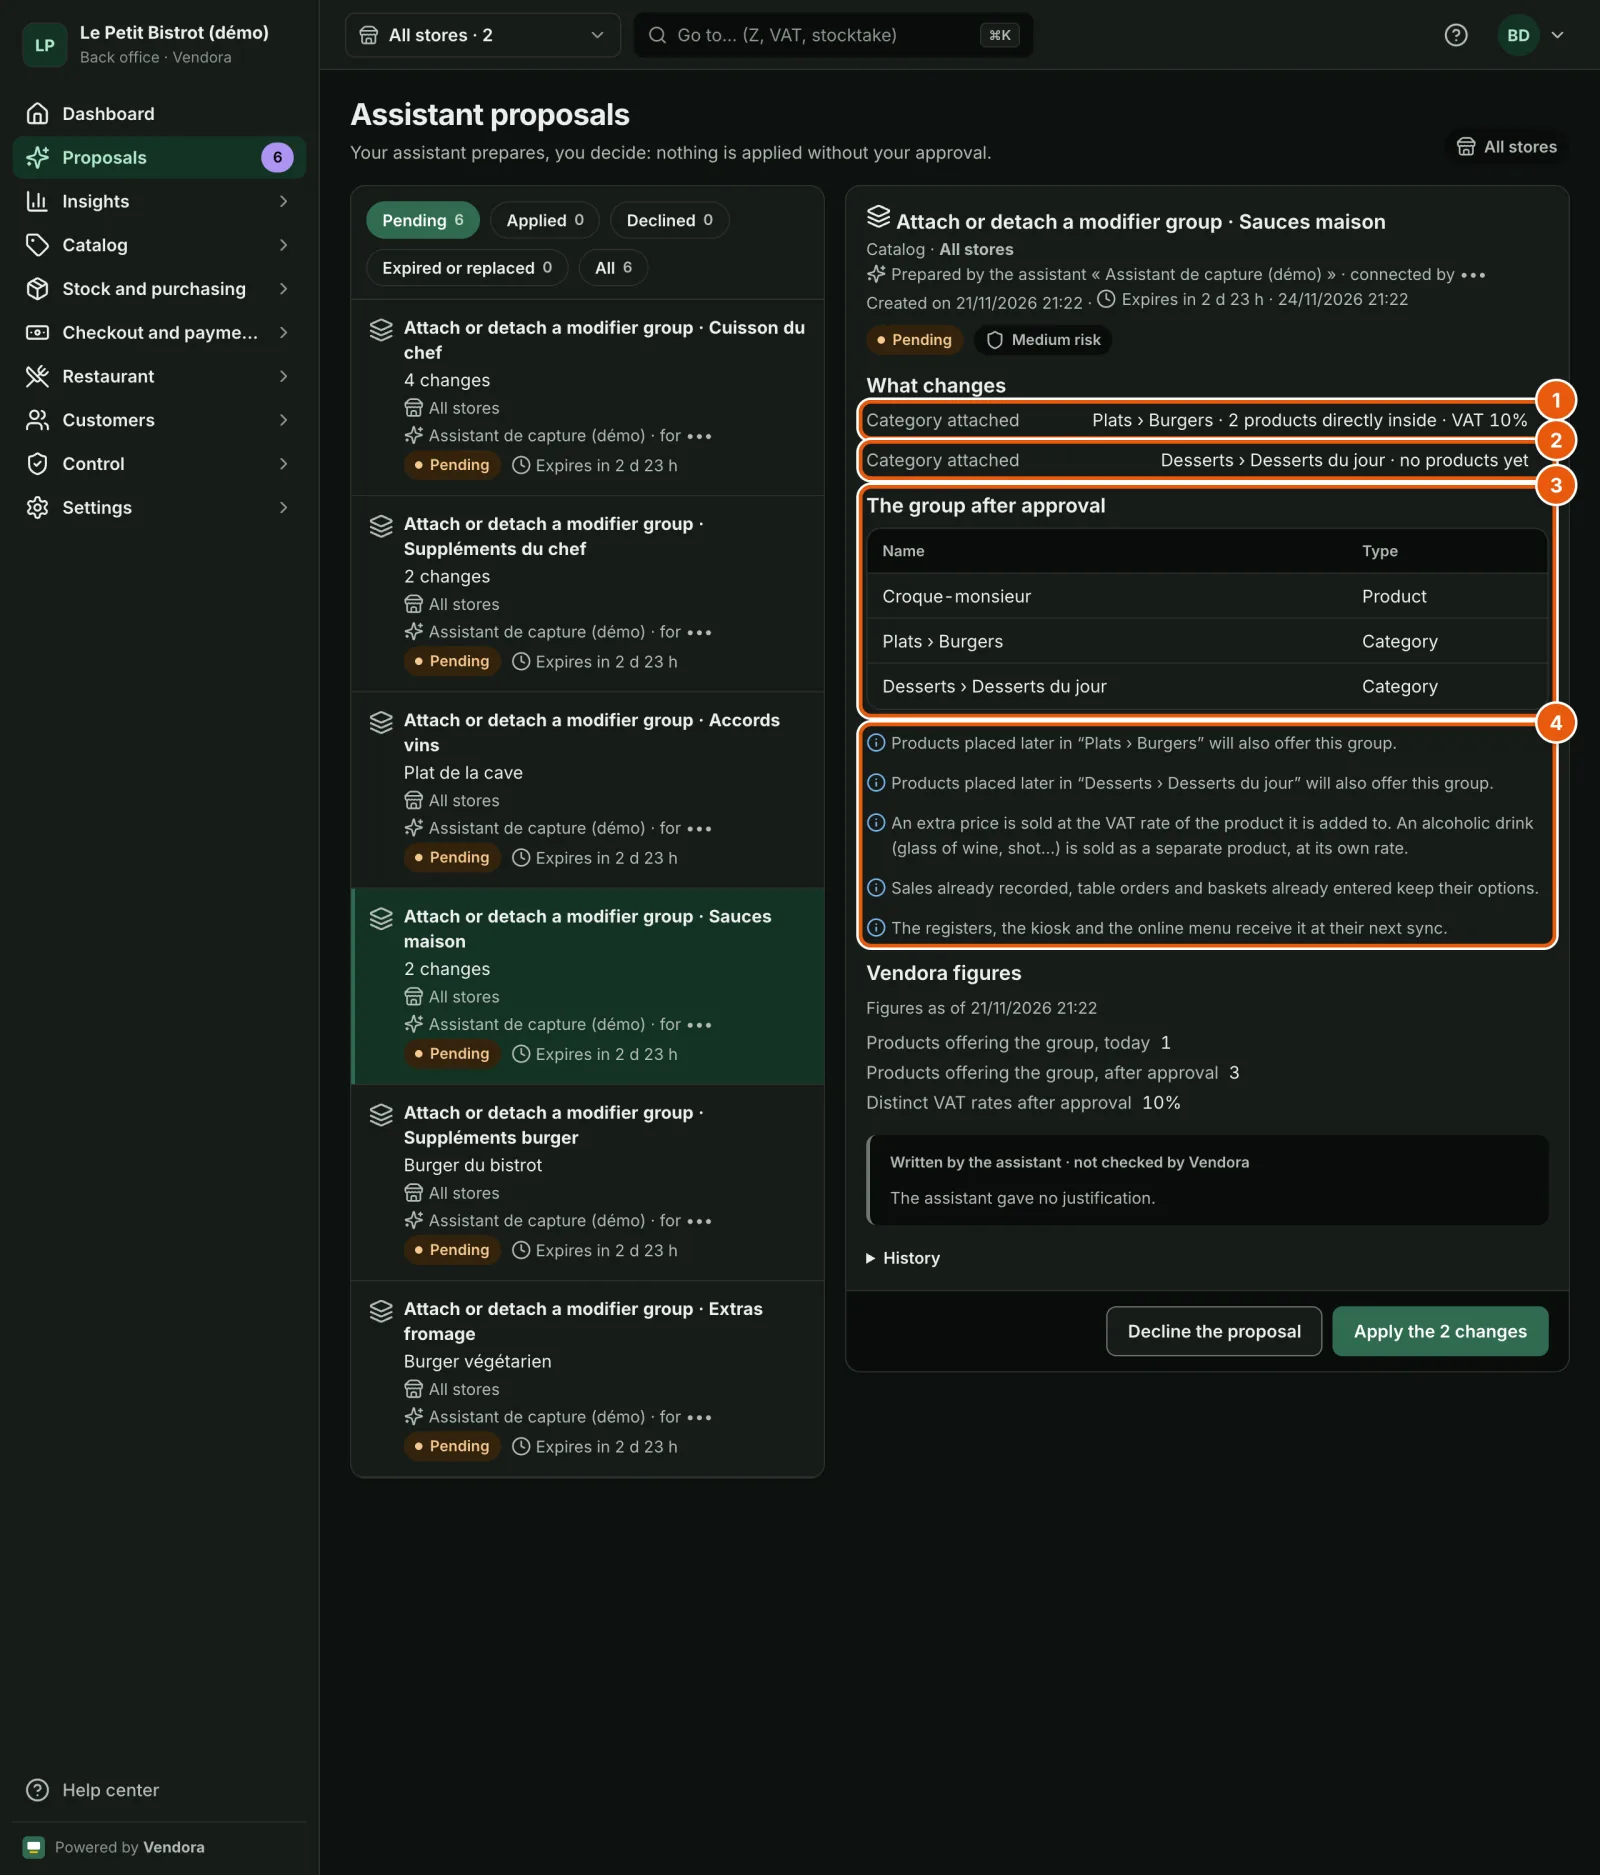 LP
Le Petit Bistrot (démo)
Back office · Vendora
Dashboard
Proposals 6
Insights
Catalog
Stock and purchasing
Checkout and payme...
Restaurant
Customers
Control
Settings
Help center
Powered by Vendora
All stores · 2
Go to... (Z, VAT, stocktake) ⌘K
BD
Assistant proposals
Your assistant prepares, you decide: nothing is applied without your approval.
All stores
Pending 6
Applied 0
Declined 0
Expired or replaced 0
All 6
Attach or detach a modifier group · Cuisson du
chef
4 changes
All stores
Assistant de capture (démo) · for •••
Pending
Expires in 2 d 23 h
Attach or detach a modifier group ·
Suppléments du chef
2 changes
All stores
Assistant de capture (démo) · for •••
Pending
Expires in 2 d 23 h
Attach or detach a modifier group · Accords
vins
Plat de la cave
All stores
Assistant de capture (démo) · for •••
Pending
Expires in 2 d 23 h
Attach or detach a modifier group · Sauces
maison
2 changes
All stores
Assistant de capture (démo) · for •••
Pending
Expires in 2 d 23 h
Attach or detach a modifier group ·
Suppléments burger
Burger du bistrot
All stores
Assistant de capture (démo) · for •••
Pending
Expires in 2 d 23 h
Attach or detach a modifier group · Extras
fromage
Burger végétarien
All stores
Assistant de capture (démo) · for •••
Pending
Expires in 2 d 23 h
Attach or detach a modifier group · Sauces maison
Catalog · All stores
Prepared by the assistant « Assistant de capture (démo) » · connected by •••
Created on 21/11/2026 21:22 · Expires in 2 d 23 h · 24/11/2026 21:22
Pending
Medium risk
What changes
1
Category attached Plats › Burgers · 2 products directly inside · VAT 10%
2
Category attached Desserts › Desserts du jour · no products yet
3
The group after approval
Name Type
Croque-monsieur Product
Plats › Burgers Category
Desserts › Desserts du jour Category
4
Products placed later in “Plats › Burgers” will also offer this group.
Products placed later in “Desserts › Desserts du jour” will also offer this group.
An extra price is sold at the VAT rate of the product it is added to. An alcoholic drink
(glass of wine, shot...) is sold as a separate product, at its own rate.
Sales already recorded, table orders and baskets already entered keep their options.
The registers, the kiosk and the online menu receive it at their next sync.
Vendora figures
Figures as of 21/11/2026 21:22
Products offering the group, today 1
Products offering the group, after approval 3
Distinct VAT rates after approval 10%
Written by the assistant · not checked by Vendora
The assistant gave no justification.
History
Decline the proposal
Apply the 2 changes